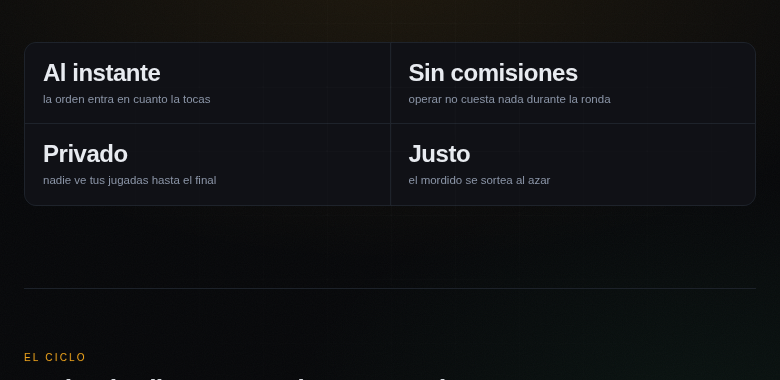 Al instante
la orden entra en cuanto la tocas
Sin comisiones
operar no cuesta nada durante la ronda
Privado
nadie ve tus jugadas hasta el final
Justo
el mordido se sortea al azar
EL CICLO